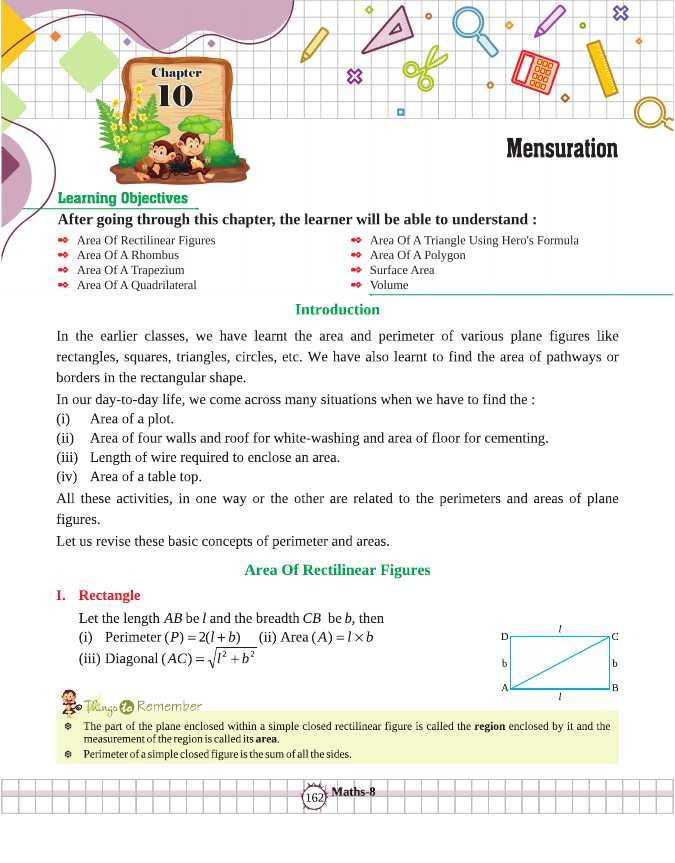 Chapter
10
Mensuration
Learning Objectives
After going through this chapter, the learner will be able to understand :
Area Of Rectilinear Figures
Area Of A Rhombus
Area Of A Trapezium
Area Of A Quadrilateral
Area Of A Triangle Using Hero's Formula
Area Of A Polygon
Surface Area
Volume
Introduction
In the earlier classes, we have learnt the area and perimeter of various plane figures like
rectangles, squares, triangles, circles, etc. We have also learnt to find the area of pathways or
borders in the rectangular shape.
In our day-to-day life, we come across many situations when we have to find the :
(i) Area of a plot.
(ii) Area of four walls and roof for white-washing and area of floor for cementing.
(iii) Length of wire required to enclose an area.
(iv) Area of a table top.
All these activities, in one way or the other are related to the perimeters and areas of plane
figures.
Let us revise these basic concepts of perimeter and areas.
Area Of Rectilinear Figures
I. Rectangle
Let the length AB be l and the breadth CB be b, then
(i) Perimeter (P) = 2(l + b) (ii) Area (A) = l × b
(iii) Diagonal (AC) = √(l² + b²)
l
D C
b b
A B
l
Things to Remember
The part of the plane enclosed within a simple closed rectilinear figure is called the region enclosed by it and the
measurement of the region is called its area.
Perimeter of a simple closed figure is the sum of all the sides.
162 Maths-8